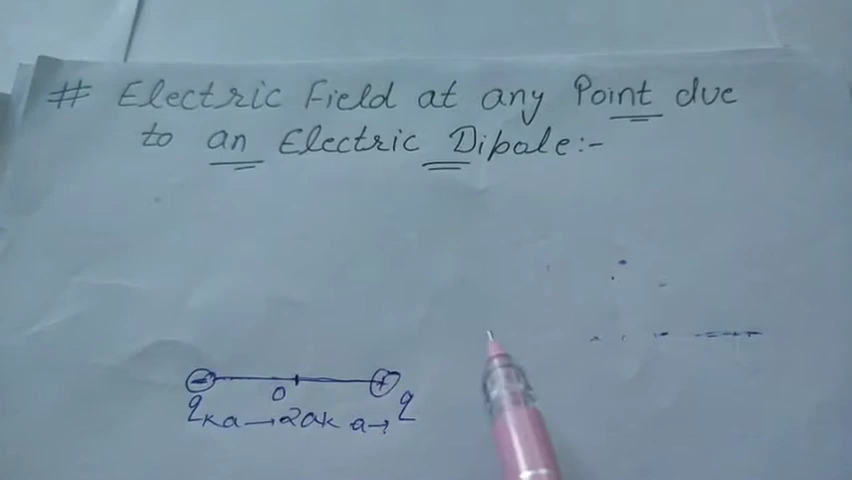 # Electric Field at any Point due
to an Electric Dipole:-
- +
O
q ←a → 2a ← a→ q